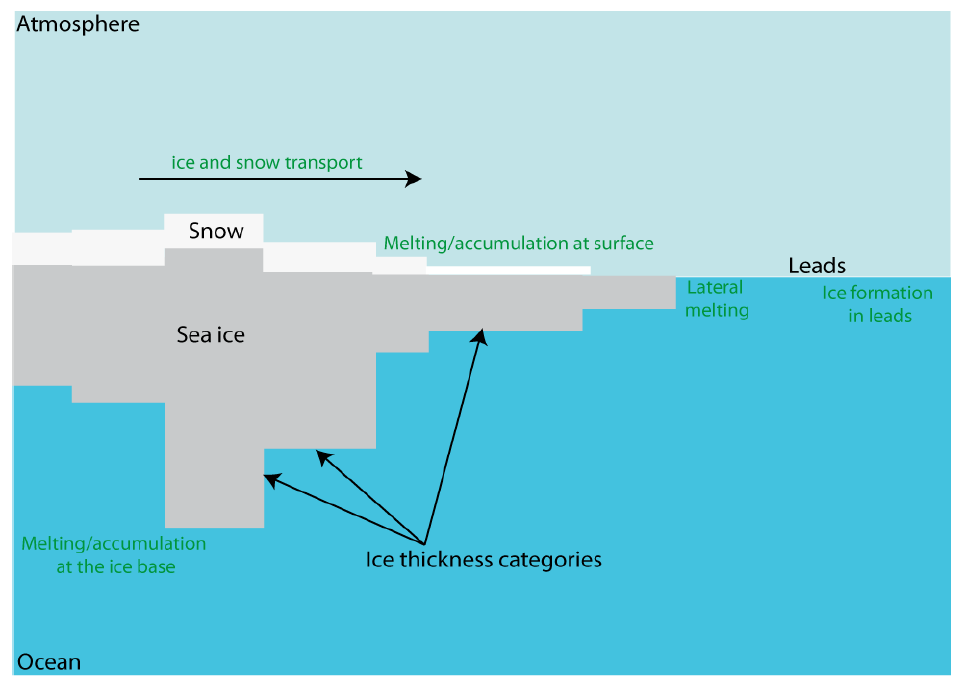 Atmosphere
ice and snow transport
Snow
Melting/accumulation at surface
Leads
Lateral
melting
Ice formation
in leads
Sea ice
Melting/accumulation
at the ice base
Ice thickness categories
Ocean